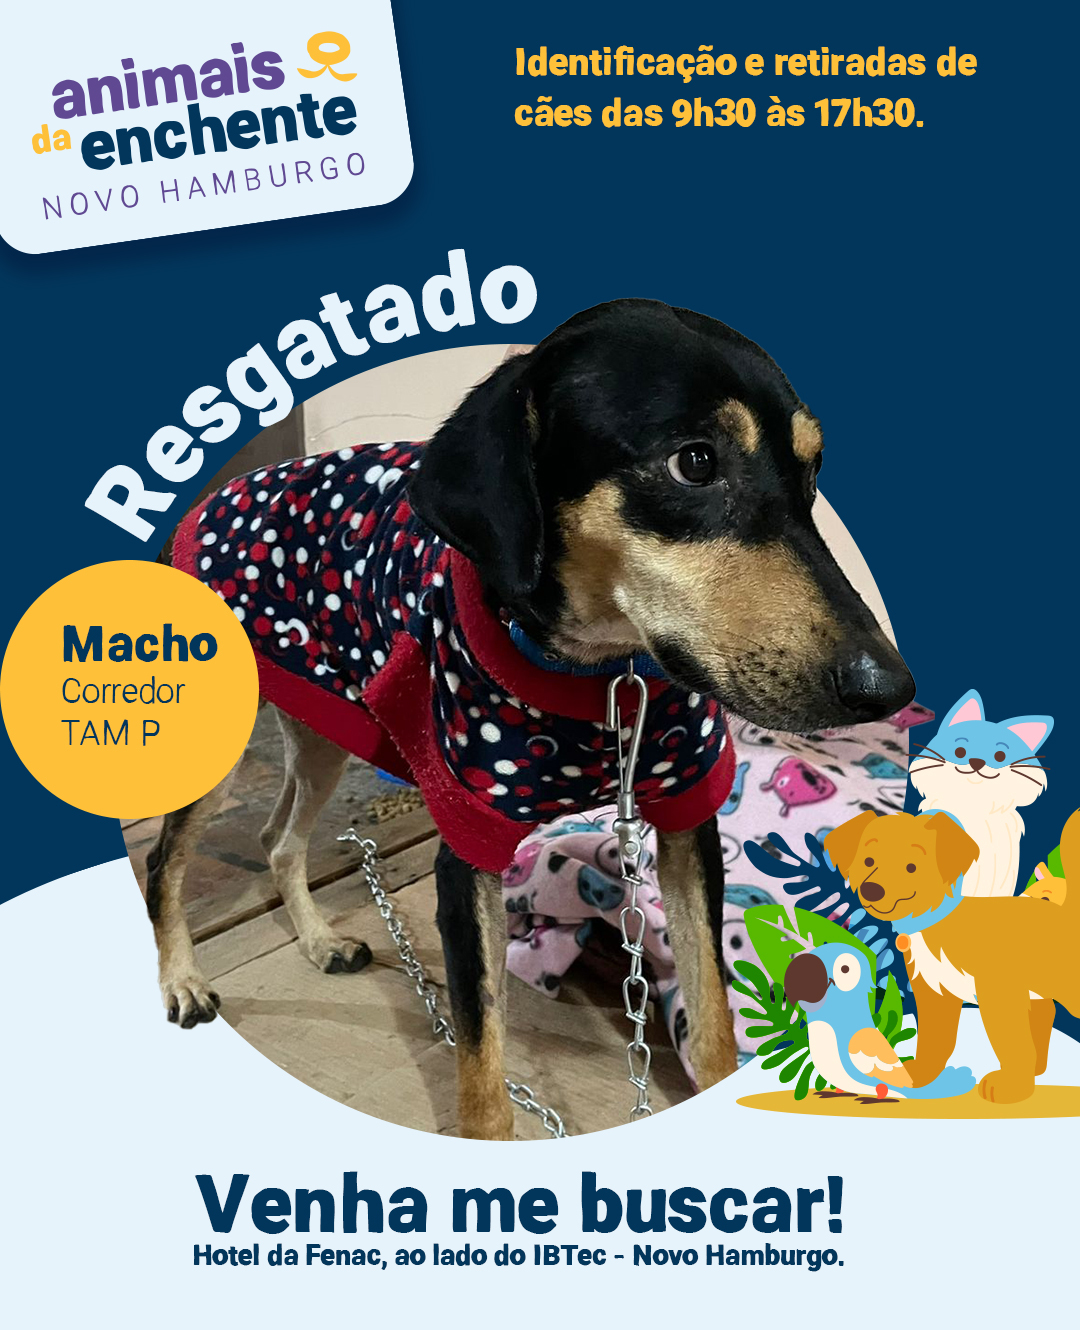 animais
da enchente
NOVO HAMBURGO
Identificação e retiradas de
cães das 9h30 às 17h30.
Resgatado
Macho
Corredor
TAM P
Venha me buscar!
Hotel da Fenac, ao lado do IBTec - Novo Hamburgo.